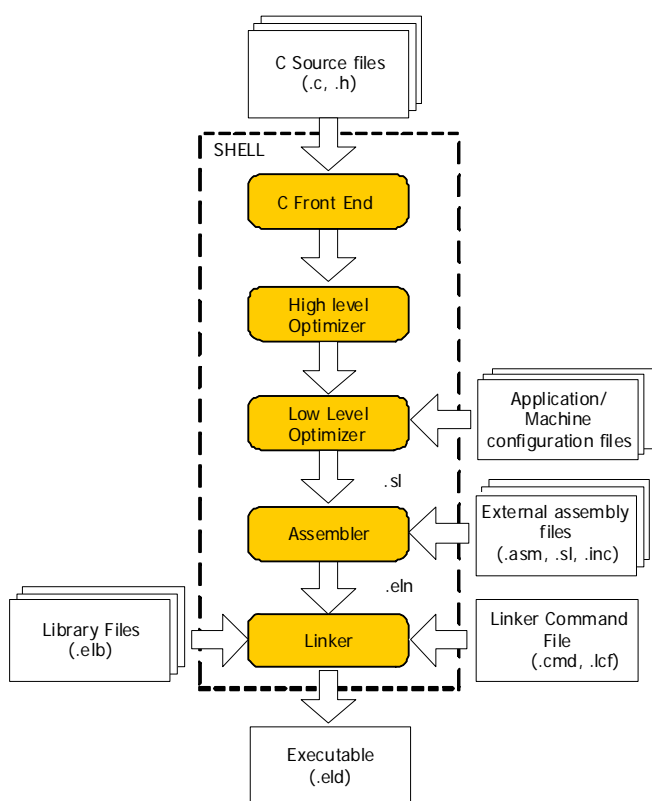 C Source files
(.c, .h)
SHELL
C Front End
High level
Optimizer
Low Level
Optimizer
Application/
Machine
configuration files
.sl
Assembler
External assembly
files
(.asm, .sl, .inc)
.eln
Library Files
(.elb)
Linker
Linker Command
File
(.cmd, .lcf)
Executable
(.eld)